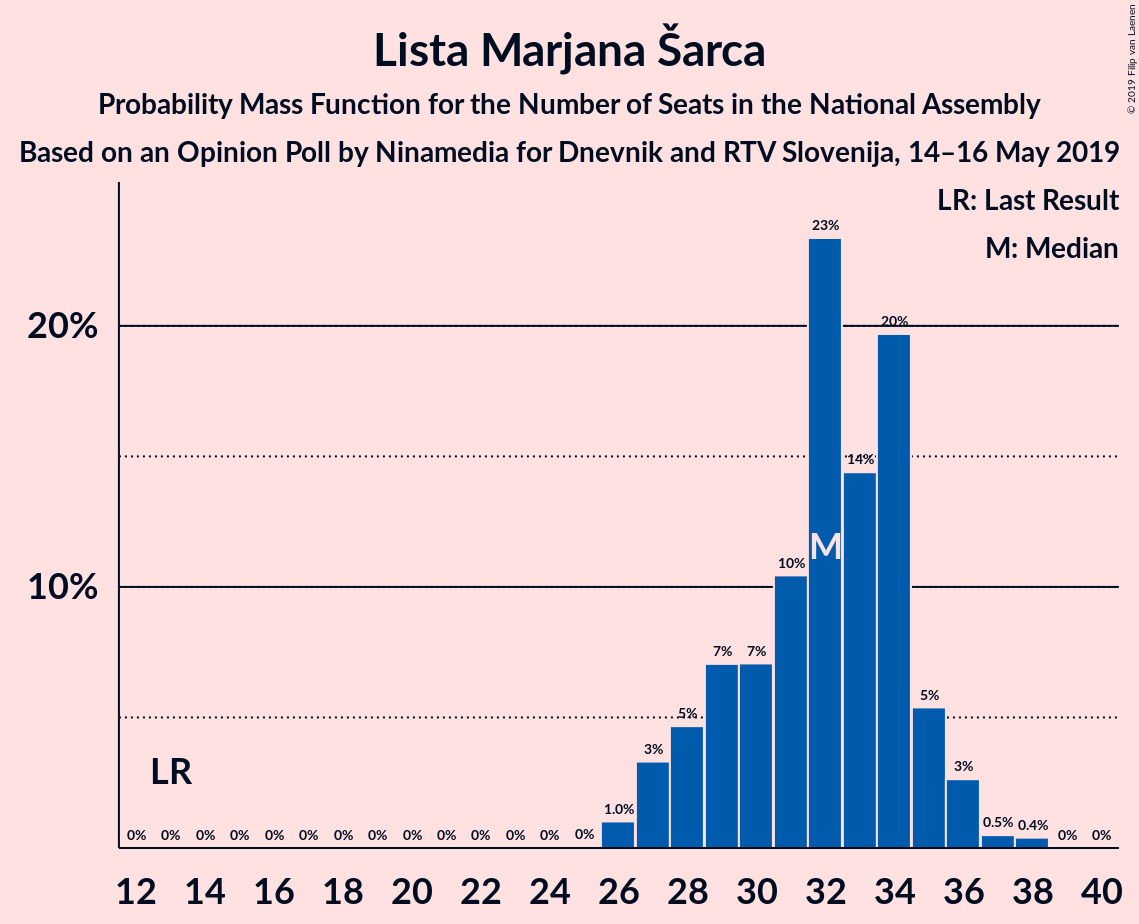 Lista Marjana Šarca
Probability Mass Function for the Number of Seats in the National Assembly
Based on an Opinion Poll by Ninamedia for Dnevnik and RTV Slovenija, 14–16 May 2019
© 2019 Filip van Laenen
LR: Last Result
M: Median
20%
10%
LR
M
0% 0% 0% 0% 0% 0% 0% 0% 0% 0% 0% 0% 0% 0% 1.0% 3% 5% 7% 7% 10% 23% 14% 20% 5% 3% 0.5% 0.4% 0% 0%
12 14 16 18 20 22 24 26 28 30 32 34 36 38 40